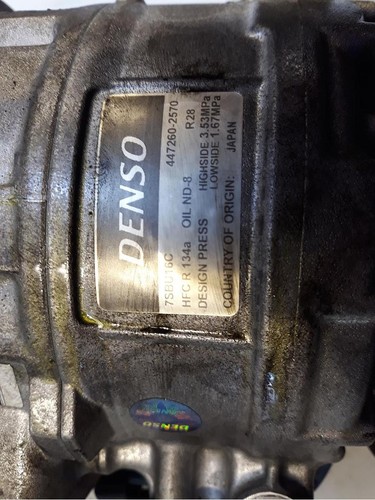 DENSO
7SBU16C 447260-2570
HFC R 134a OIL ND-8 R28
DESIGN PRESS HIGHSIDE 3.53MPa
LOWSIDE 1.67MPa
COUNTRY OF ORIGIN: JAPAN
DENSO